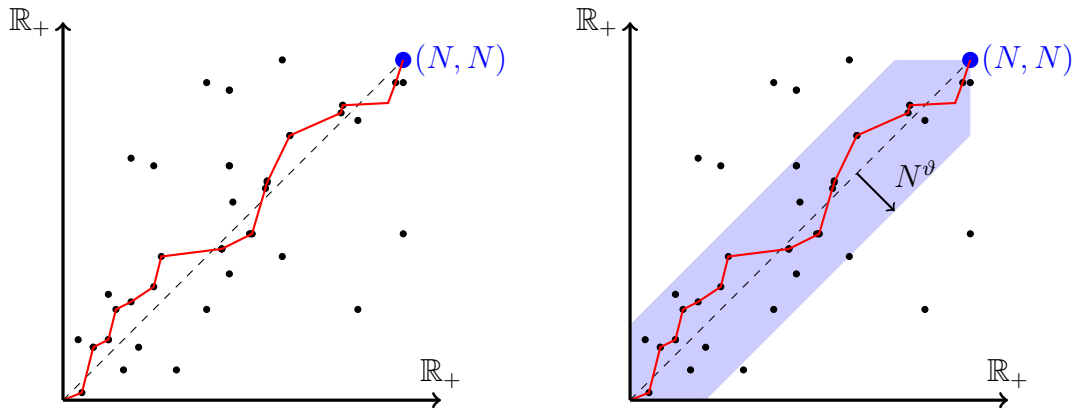 ℝ₊
(N, N)
ℝ₊
ℝ₊
(N, N)
N^ϑ
ℝ₊